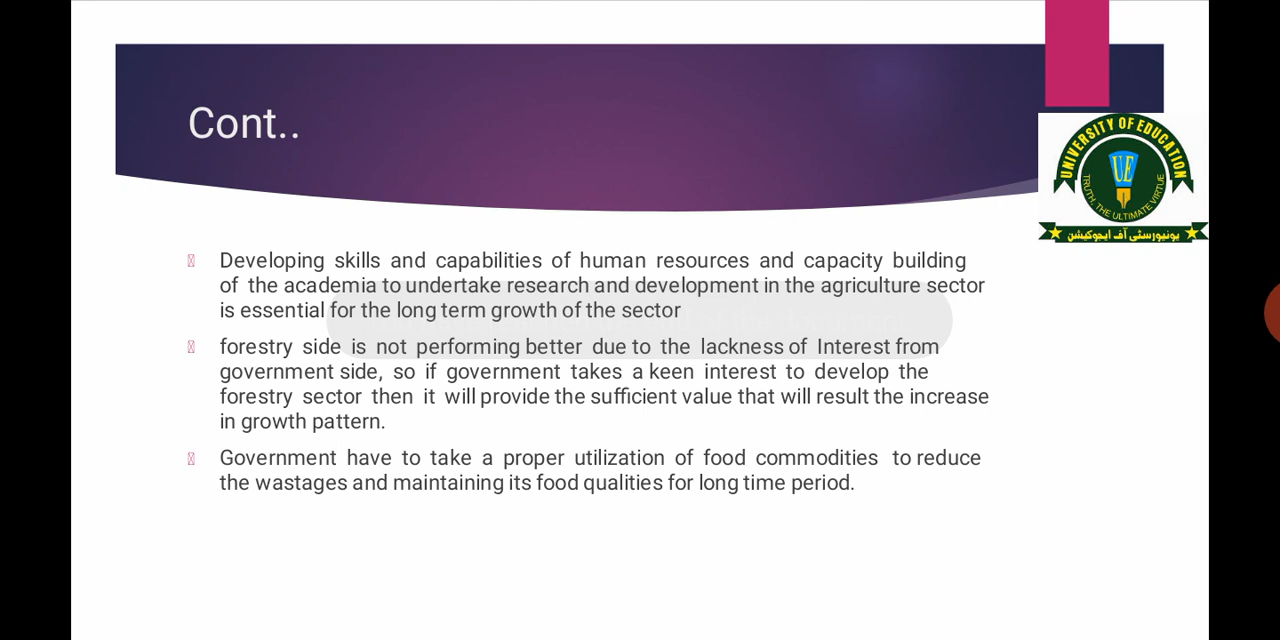 Cont..
UNIVERSITY OF EDUCATION
UE
TRUTH, THE ULTIMATE VIRTUE
یونیورسٹی آف ایجوکیشن
Developing skills and capabilities of human resources and capacity building
of the academia to undertake research and development in the agriculture sector
is essential for the long term growth of the sector
forestry side is not performing better due to the lackness of Interest from
government side, so if government takes a keen interest to develop the
forestry sector then it will provide the sufficient value that will result the increase
in growth pattern.
Government have to take a proper utilization of food commodities to reduce
the wastages and maintaining its food qualities for long time period.